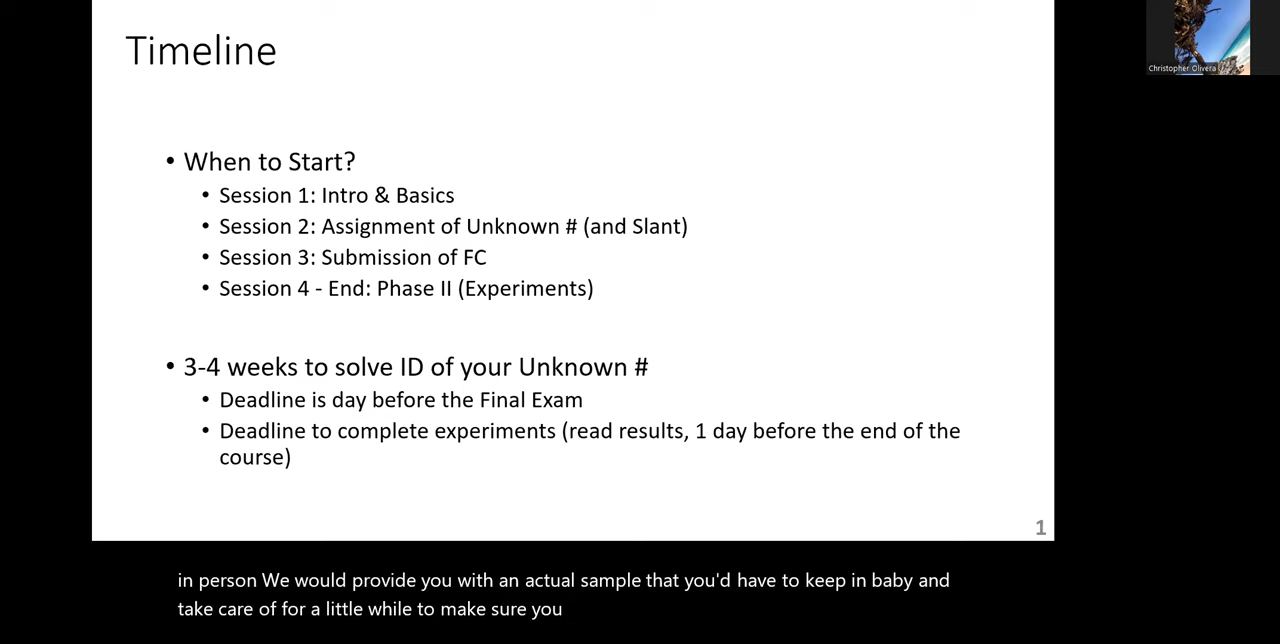 Timeline
Christopher Olivera
• When to Start?
• Session 1: Intro & Basics
• Session 2: Assignment of Unknown # (and Slant)
• Session 3: Submission of FC
• Session 4 - End: Phase II (Experiments)
• 3-4 weeks to solve ID of your Unknown #
• Deadline is day before the Final Exam
• Deadline to complete experiments (read results, 1 day before the end of the
course)
1
in person We would provide you with an actual sample that you'd have to keep in baby and
take care of for a little while to make sure you